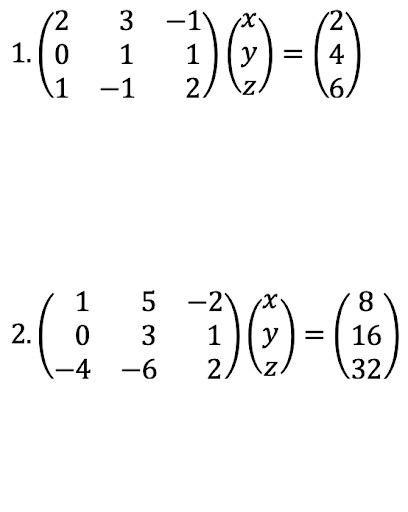 1. (2 3 −1) (x) = (2)
(0 1 1) (y) (4)
(1 −1 2) (z) (6)
2. (1 5 −2) (x) = (8)
(0 3 1) (y) (16)
(−4 −6 2) (z) (32)